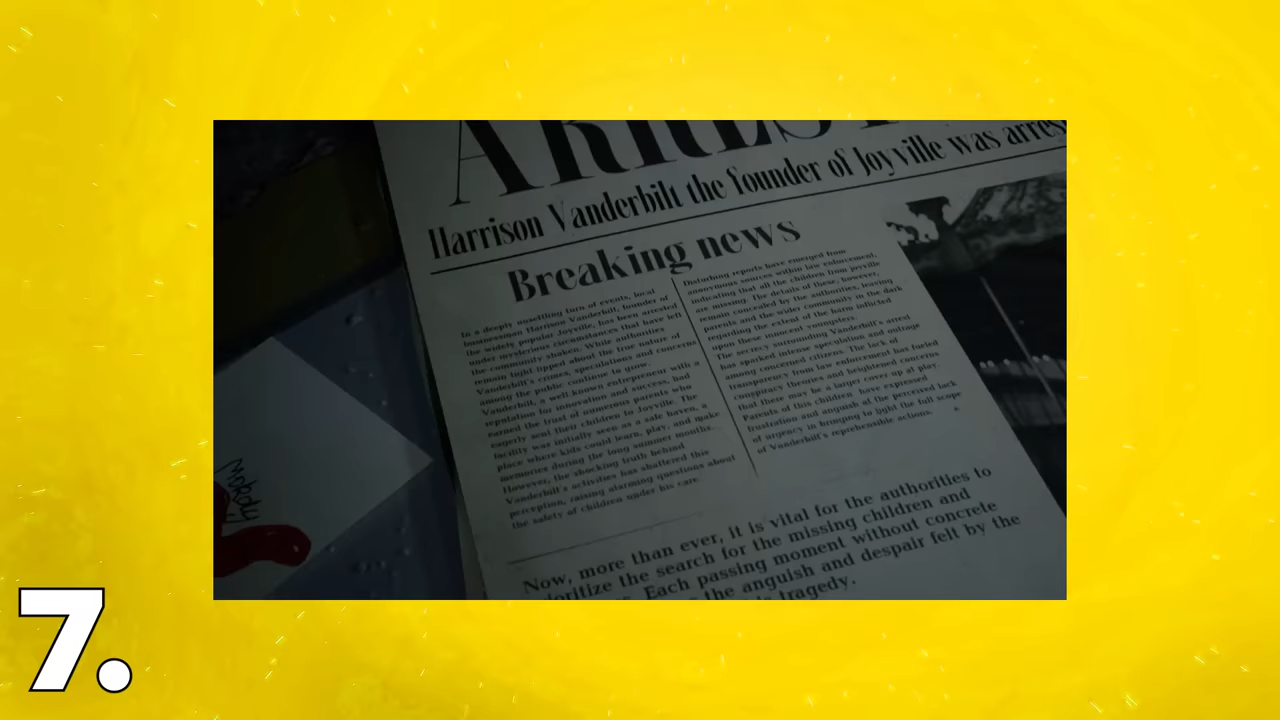 ARREST
Harrison Vanderbilt the founder of Joyville was arres
Breaking news
In a deeply unsettling turn of events, local
businessman Harrison Vanderbilt, founder of
the widely popular Joyville, has been arrested
under mysterious circumstances that have left
the community shaken. While authorities
remain tight-lipped about the true nature of
Vanderbilt's crimes, speculations and concerns
among the public continue to grow.
Vanderbilt, a well known entrepreneur with a
reputation for innovation and success, had
earned the trust of numerous parents who
eagerly sent their children to Joyville. The
facility was initially seen as a safe haven, a
place where kids could learn, play, and make
memories during the long summer mouths.
However, the shocking truth behind
Vanderbilt's activities has shattered this
perception, raising alarming questions about
the safety of children under his care
Disturbing reports have emerged from
anonymous sources within law enforcement,
indicating that all the children from joyville
are missing. The details of these, however,
remain concealed by the authorities, leaving
parents and the wider community in the dark
regarding the extent of the harm inflicted
upon these innocent youngsters.
The secrecy surrounding Vanderbilt's arrest
has sparked intense speculation and outrage
among concerned citizens. The lack of
transparency from law enforcement has fueled
conspiracy theories and heightened concerns
that there may be a larger cover up at play.
Parents of this children have expressed
frustration and anguish at the perceived lack
of urgency in bringing to light the full scope
of Vanderbilt's reprehensible actions.
Now, more than ever, it is vital for the authorities to
ioritize the search for the missing children and
Each passing moment without concrete
the anguish and despair felt by the
tragedy.
Mordy
7.